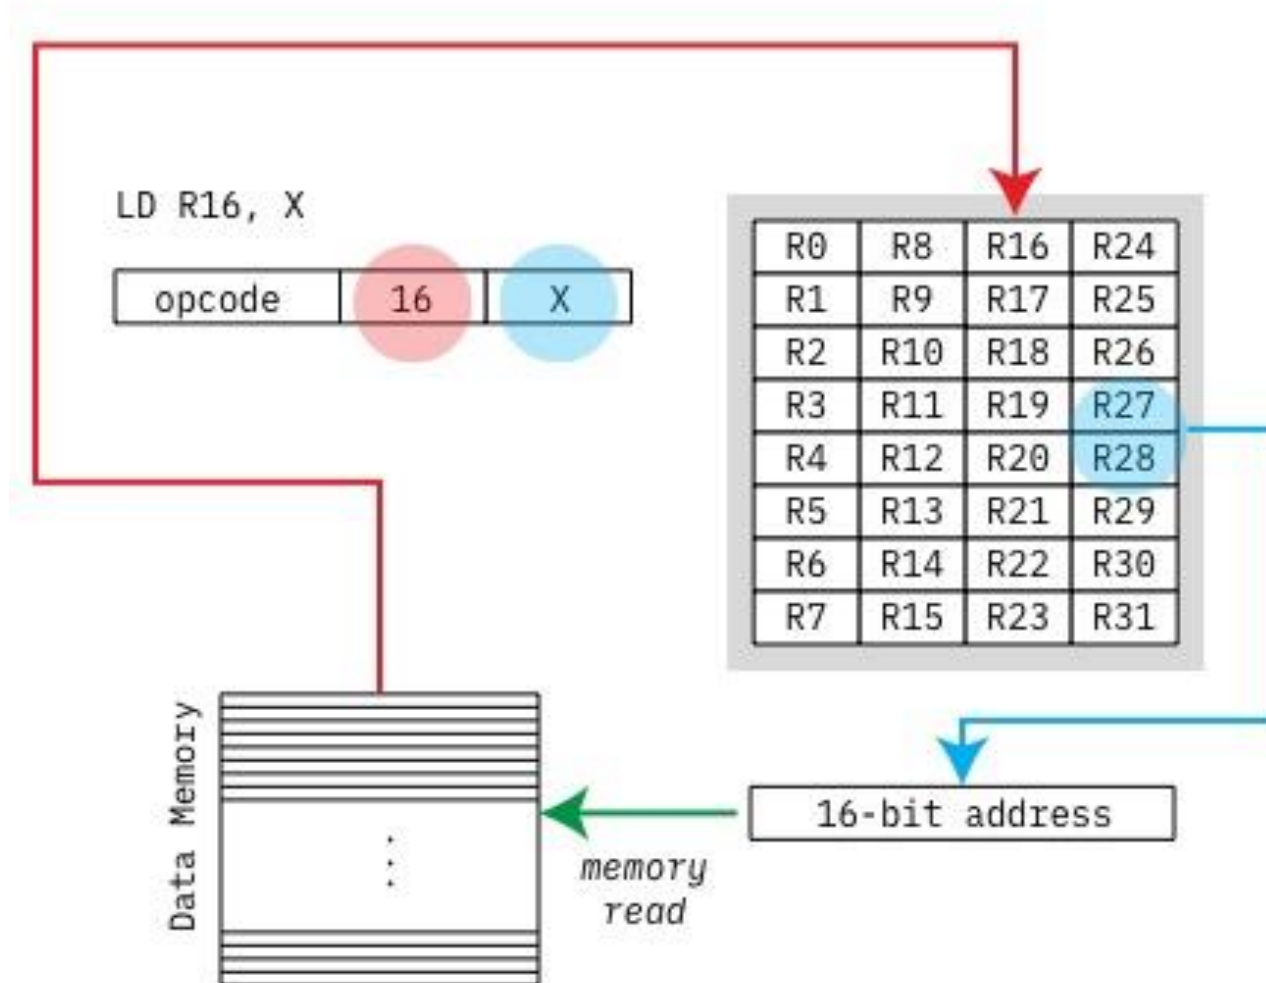 LD R16, X
opcode 16 X
R0 R8 R16 R24
R1 R9 R17 R25
R2 R10 R18 R26
R3 R11 R19 R27
R4 R12 R20 R28
R5 R13 R21 R29
R6 R14 R22 R30
R7 R15 R23 R31
Data Memory
16-bit address
memory
read